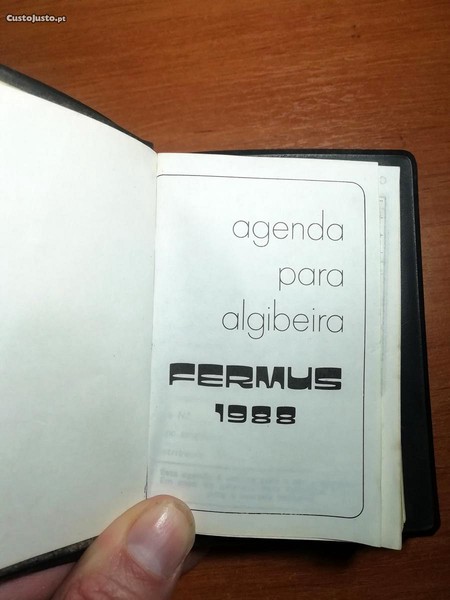 CustoJusto.pt
agenda
para
algibeira
FERMUS
1988